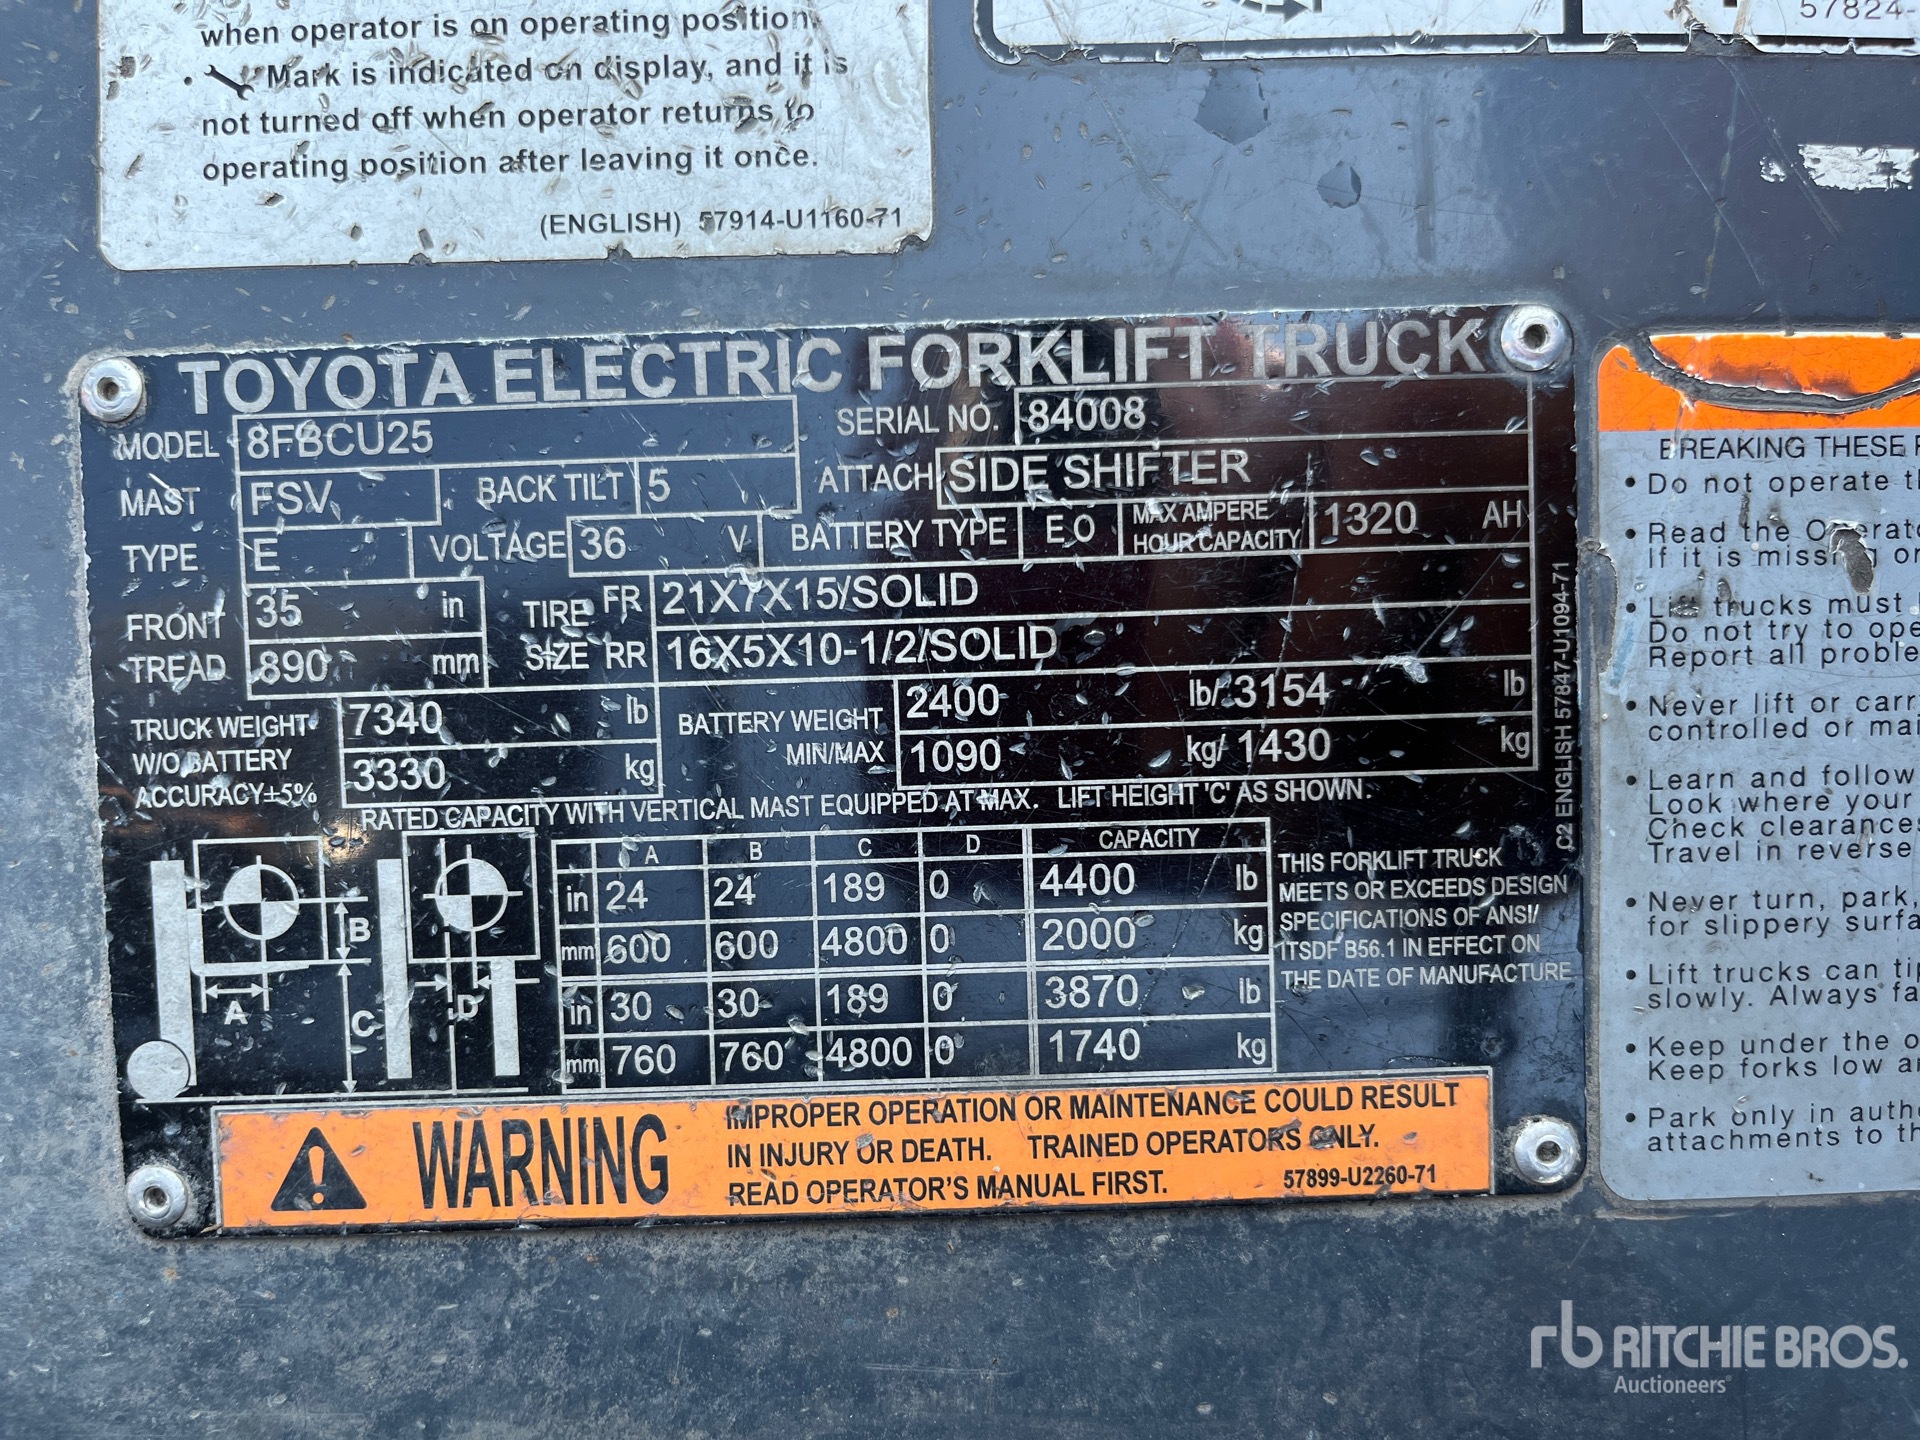 when operator is on operating position.
• Mark is indicated on display, and it is
not turned off when operator returns to
operating position after leaving it once.
(ENGLISH) 57914-U1160-71
57824-
TOYOTA ELECTRIC FORKLIFT TRUCK
MODEL 8FBCU25 SERIAL NO. 84008
MAST FSV BACK TILT 5 ATTACH SIDE SHIFTER
TYPE E VOLTAGE 36 V BATTERY TYPE E O MAX AMPERE HOUR CAPACITY 1320 AH
FRONT TREAD 35 in TIRE SIZE FR 21X7X15/SOLID
890 mm RR 16X5X10-1/2/SOLID
TRUCK WEIGHT W/O BATTERY ACCURACY±5% 7340 lb BATTERY WEIGHT MIN/MAX 2400 lb/ 3154 lb
3330 kg 1090 kg/ 1430 kg
RATED CAPACITY WITH VERTICAL MAST EQUIPPED AT MAX. LIFT HEIGHT 'C' AS SHOWN.
A B C D CAPACITY
in 24 24 189 0 4400 lb
mm 600 600 4800 0 2000 kg
in 30 30 189 0 3870 lb
mm 760 760 4800 0 1740 kg
B
A
C
D
THIS FORKLIFT TRUCK
MEETS OR EXCEEDS DESIGN
SPECIFICATIONS OF ANSI/
ITSDF B56.1 IN EFFECT ON
THE DATE OF MANUFACTURE
C2 ENGLISH 57847-U1094-71
WARNING
IMPROPER OPERATION OR MAINTENANCE COULD RESULT
IN INJURY OR DEATH. TRAINED OPERATORS ONLY.
READ OPERATOR'S MANUAL FIRST. 57899-U2260-71
BREAKING THESE
• Do not operate
• Read the
If it is missing
• Lift trucks must
Do not try to
Report all
• Never lift or
controlled or
• Learn and follow
Look where your
Check
Travel in reverse
• Never turn, park,
for slippery
• Lift trucks can
slowly. Always
• Keep under the
Keep forks low
• Park only in
attachments to
rb RITCHIE BROS.
Auctioneers